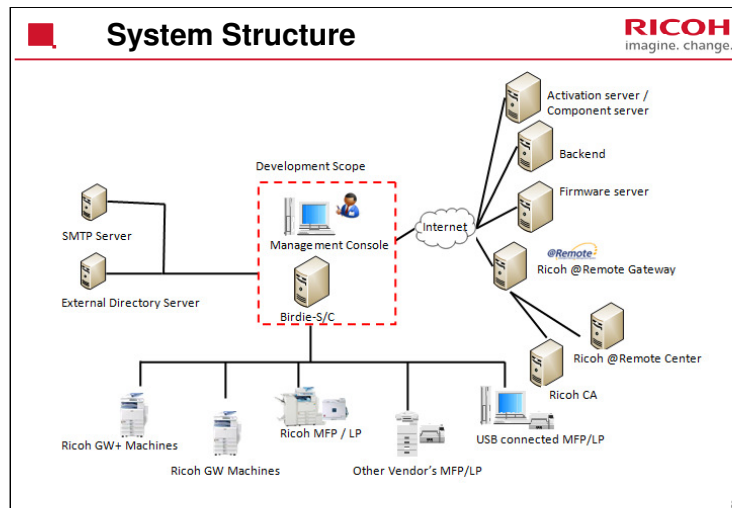 System Structure
RICOH
imagine. change.
Activation server /
Component server
Backend
Development Scope
Firmware server
Management Console
Internet
@Remote
Ricoh @Remote Gateway
SMTP Server
External Directory Server
Birdie-S/C
Ricoh @Remote Center
Ricoh CA
Ricoh GW+ Machines
Ricoh GW Machines
Ricoh MFP / LP
Other Vendor's MFP/LP
USB connected MFP/LP